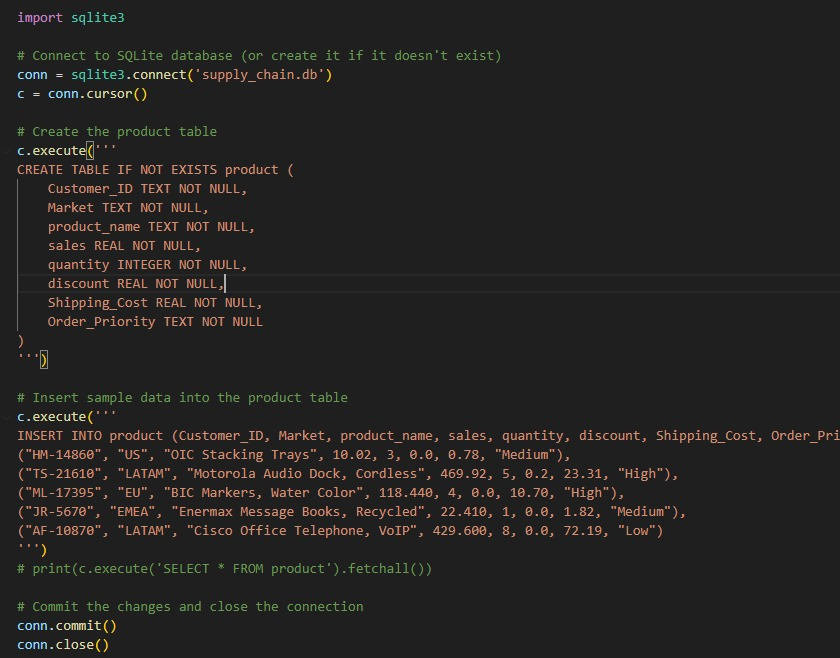 import sqlite3
# Connect to SQLite database (or create it if it doesn't exist)
conn = sqlite3.connect('supply_chain.db')
c = conn.cursor()
# Create the product table
c.execute('''
CREATE TABLE IF NOT EXISTS product (
    Customer_ID TEXT NOT NULL,
    Market TEXT NOT NULL,
    product_name TEXT NOT NULL,
    sales REAL NOT NULL,
    quantity INTEGER NOT NULL,
    discount REAL NOT NULL,
    Shipping_Cost REAL NOT NULL,
    Order_Priority TEXT NOT NULL
)
''')
# Insert sample data into the product table
c.execute('''
INSERT INTO product (Customer_ID, Market, product_name, sales, quantity, discount, Shipping_Cost, Order_Pri
("HM-14860", "US", "OIC Stacking Trays", 10.02, 3, 0.0, 0.78, "Medium"),
("TS-21610", "LATAM", "Motorola Audio Dock, Cordless", 469.92, 5, 0.2, 23.31, "High"),
("ML-17395", "EU", "BIC Markers, Water Color", 118.440, 4, 0.0, 10.70, "High"),
("JR-5670", "EMEA", "Enermax Message Books, Recycled", 22.410, 1, 0.0, 1.82, "Medium"),
("AF-10870", "LATAM", "Cisco Office Telephone, VoIP", 429.600, 8, 0.0, 72.19, "Low")
''')
# print(c.execute('SELECT * FROM product').fetchall())
# Commit the changes and close the connection
conn.commit()
conn.close()